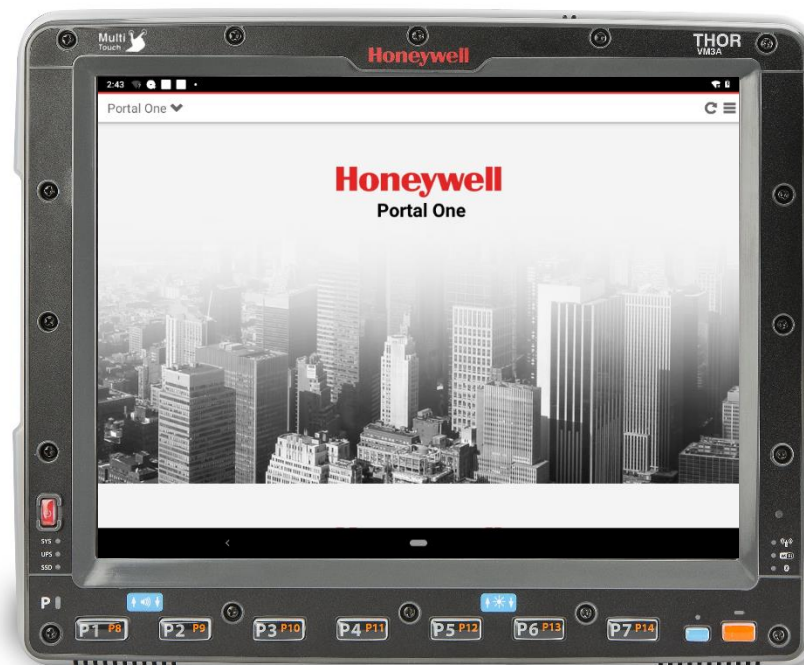 Multi
Touch
Honeywell
THOR
VM3A
2:43
Portal One
Honeywell
Portal One
SYS
UPS
SSD
P
P1 P8
P2 P9
P3 P10
P4 P11
P5 P12
P6 P13
P7 P14